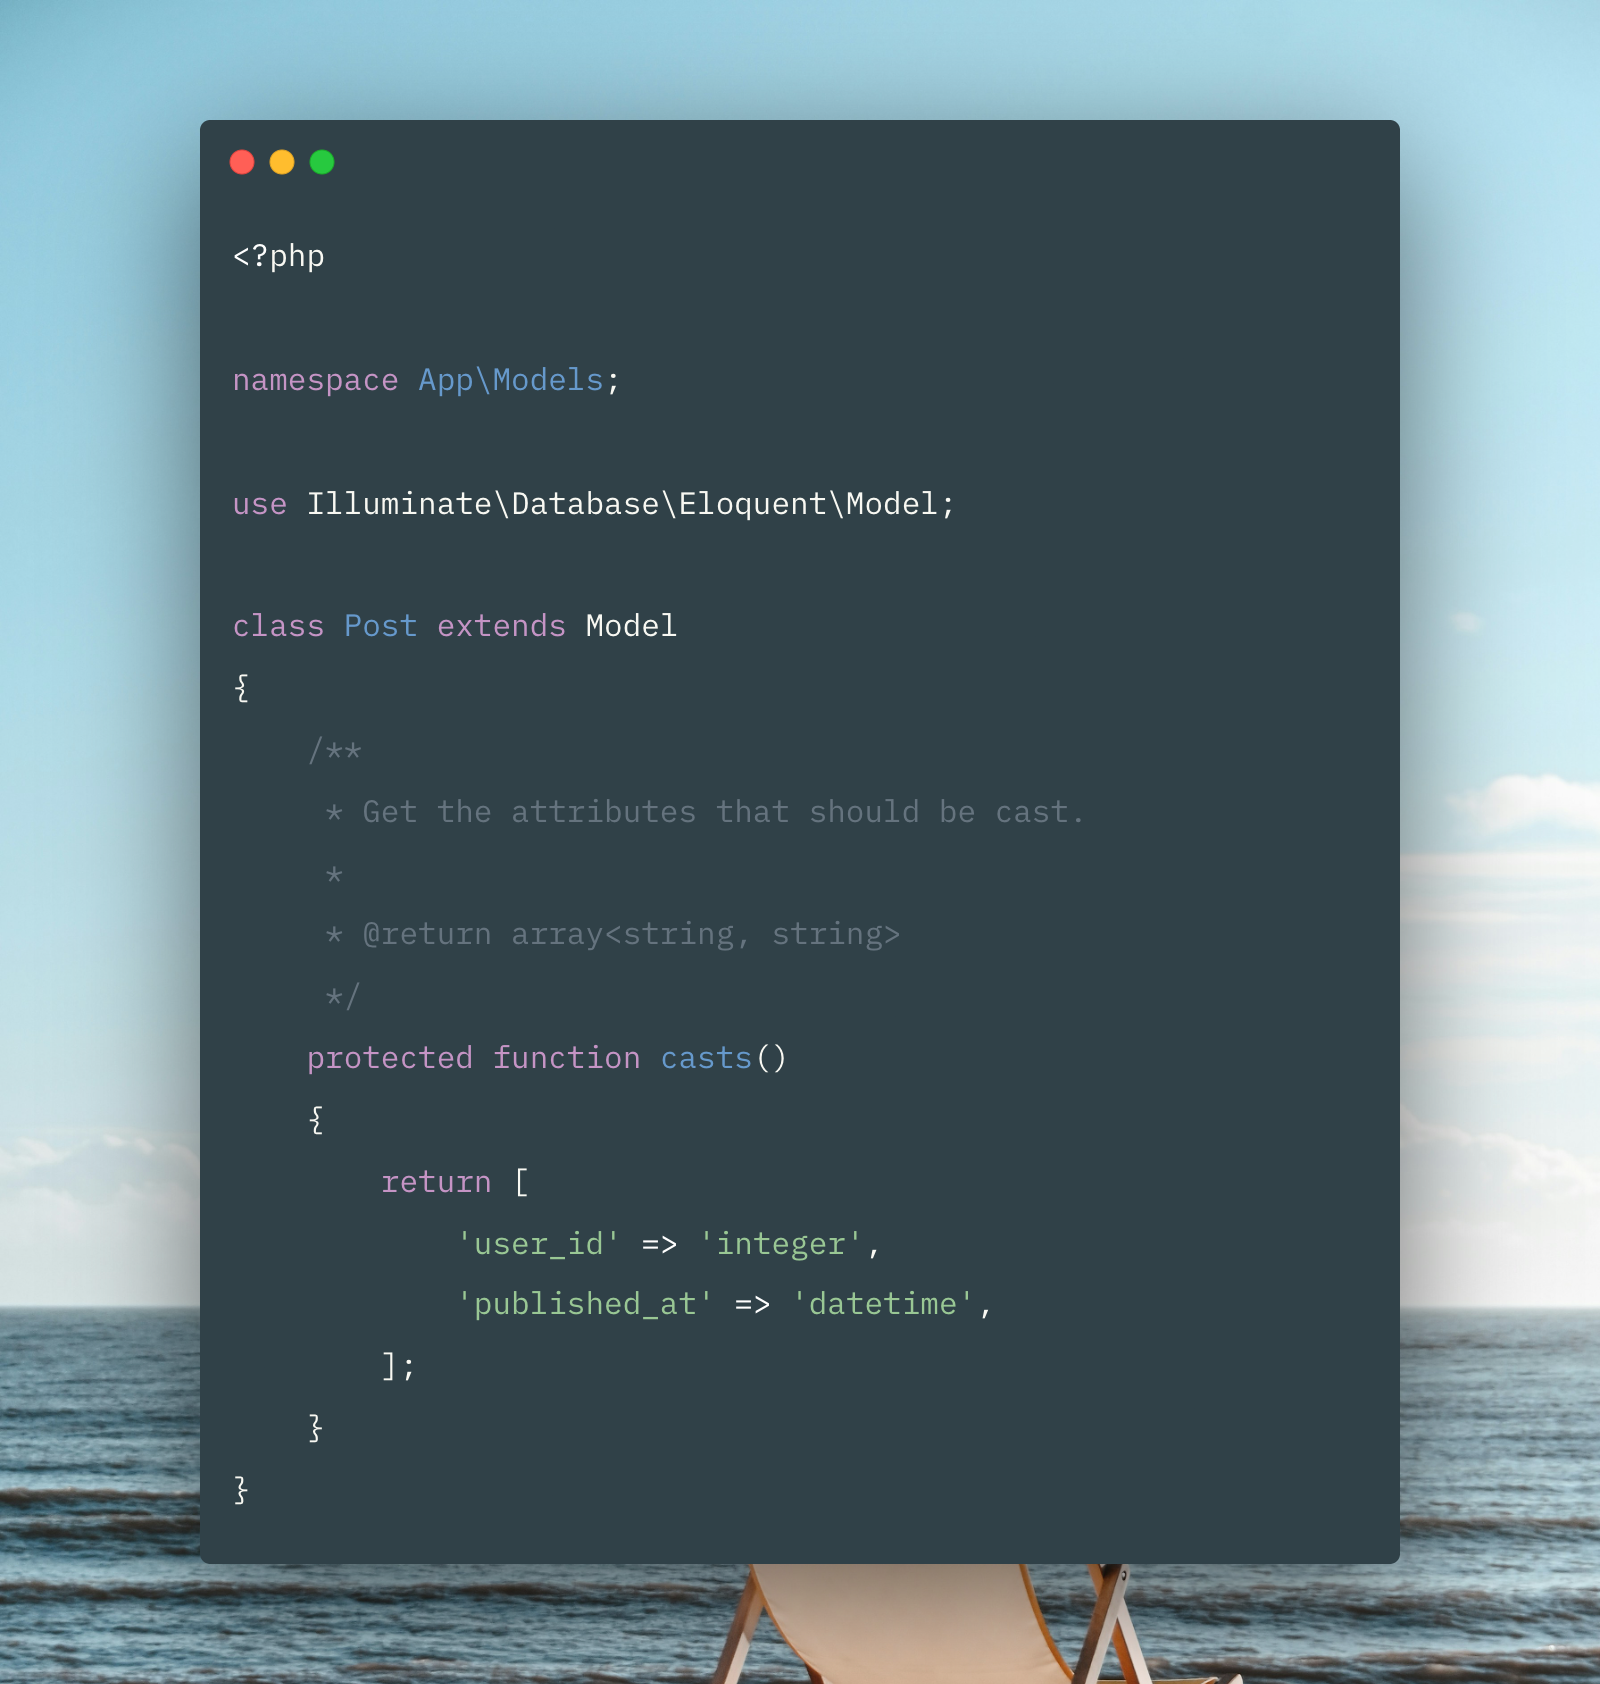 <?php
namespace App\Models;
use Illuminate\Database\Eloquent\Model;
class Post extends Model
{
    /**
     * Get the attributes that should be cast.
     *
     * @return array<string, string>
     */
    protected function casts()
    {
        return [
            'user_id' => 'integer',
            'published_at' => 'datetime',
        ];
    }
}